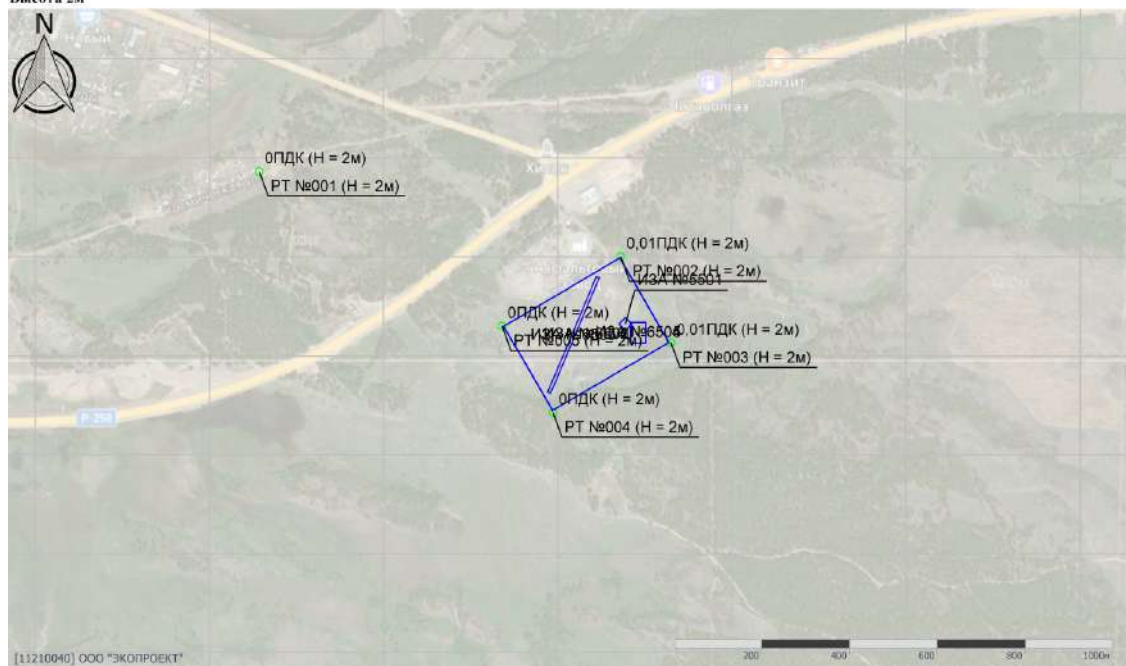 Высота 2м
N
0ПДК (Н = 2м)
РТ №001 (Н = 2м)
0,01ПДК (Н = 2м)
РТ №002 (Н = 2м)
ИЗА №5501
0ПДК (Н = 2м)
РТ №005 (Н = 2м)
0,01ПДК (Н = 2м)
РТ №003 (Н = 2м)
0ПДК (Н = 2м)
РТ №004 (Н = 2м)
Р-258
[11210040] ООО "ЭКОПРОЕКТ"
200 400 600 800 1000м